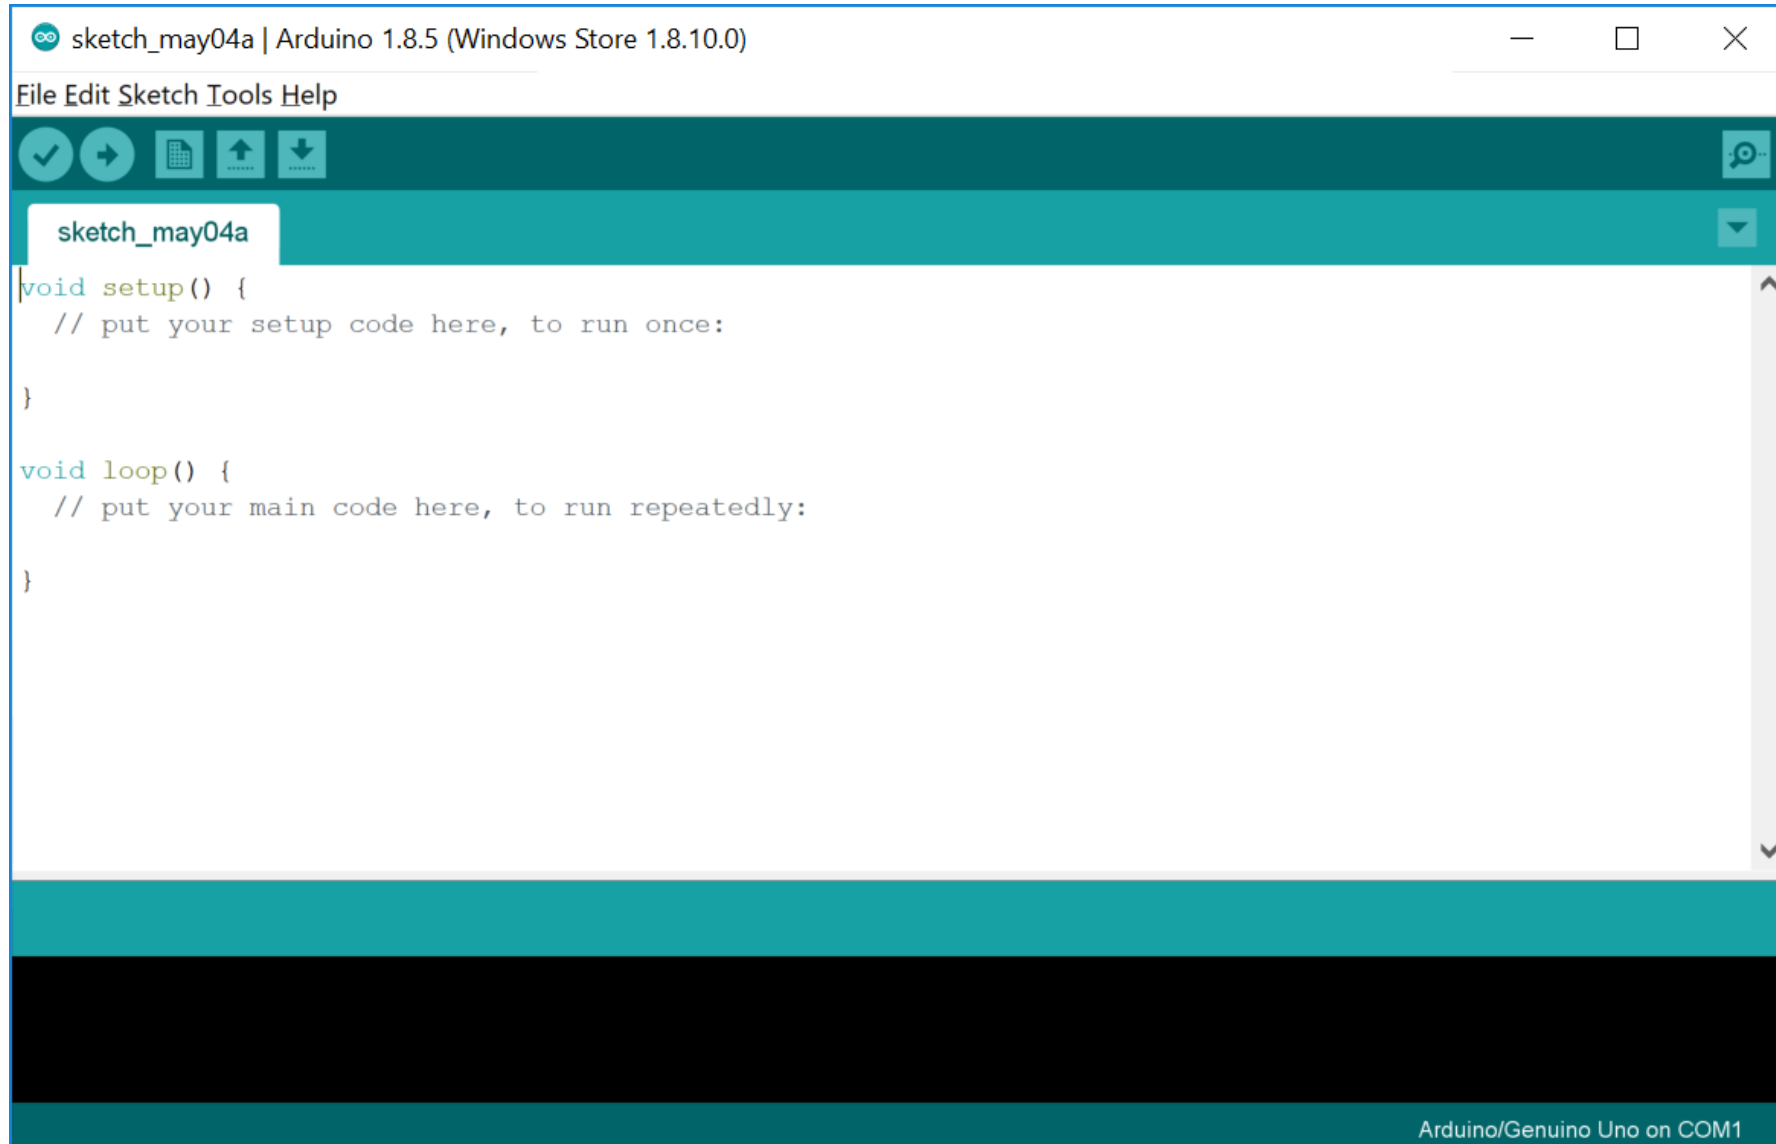 sketch_may04a | Arduino 1.8.5 (Windows Store 1.8.10.0)
File Edit Sketch Tools Help
sketch_may04a
void setup() {
  // put your setup code here, to run once:
}
void loop() {
  // put your main code here, to run repeatedly:
}
Arduino/Genuino Uno on COM1